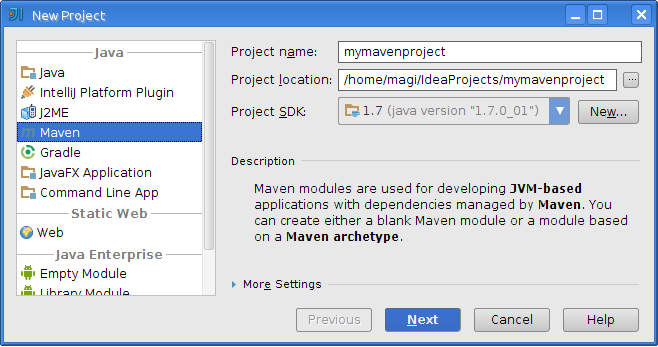 New Project
Java
Java
IntelliJ Platform Plugin
J2ME
Maven
Gradle
JavaFX Application
Command Line App
Static Web
Web
Java Enterprise
Empty Module
Library Module
Project name: mymavenproject
Project location: /home/magi/IdeaProjects/mymavenproject ...
Project SDK: 1.7 (java version "1.7.0_01") New...
Description
Maven modules are used for developing JVM-based
applications with dependencies managed by Maven. You
can create either a blank Maven module or a module based
on a Maven archetype.
More Settings
Previous Next Cancel Help